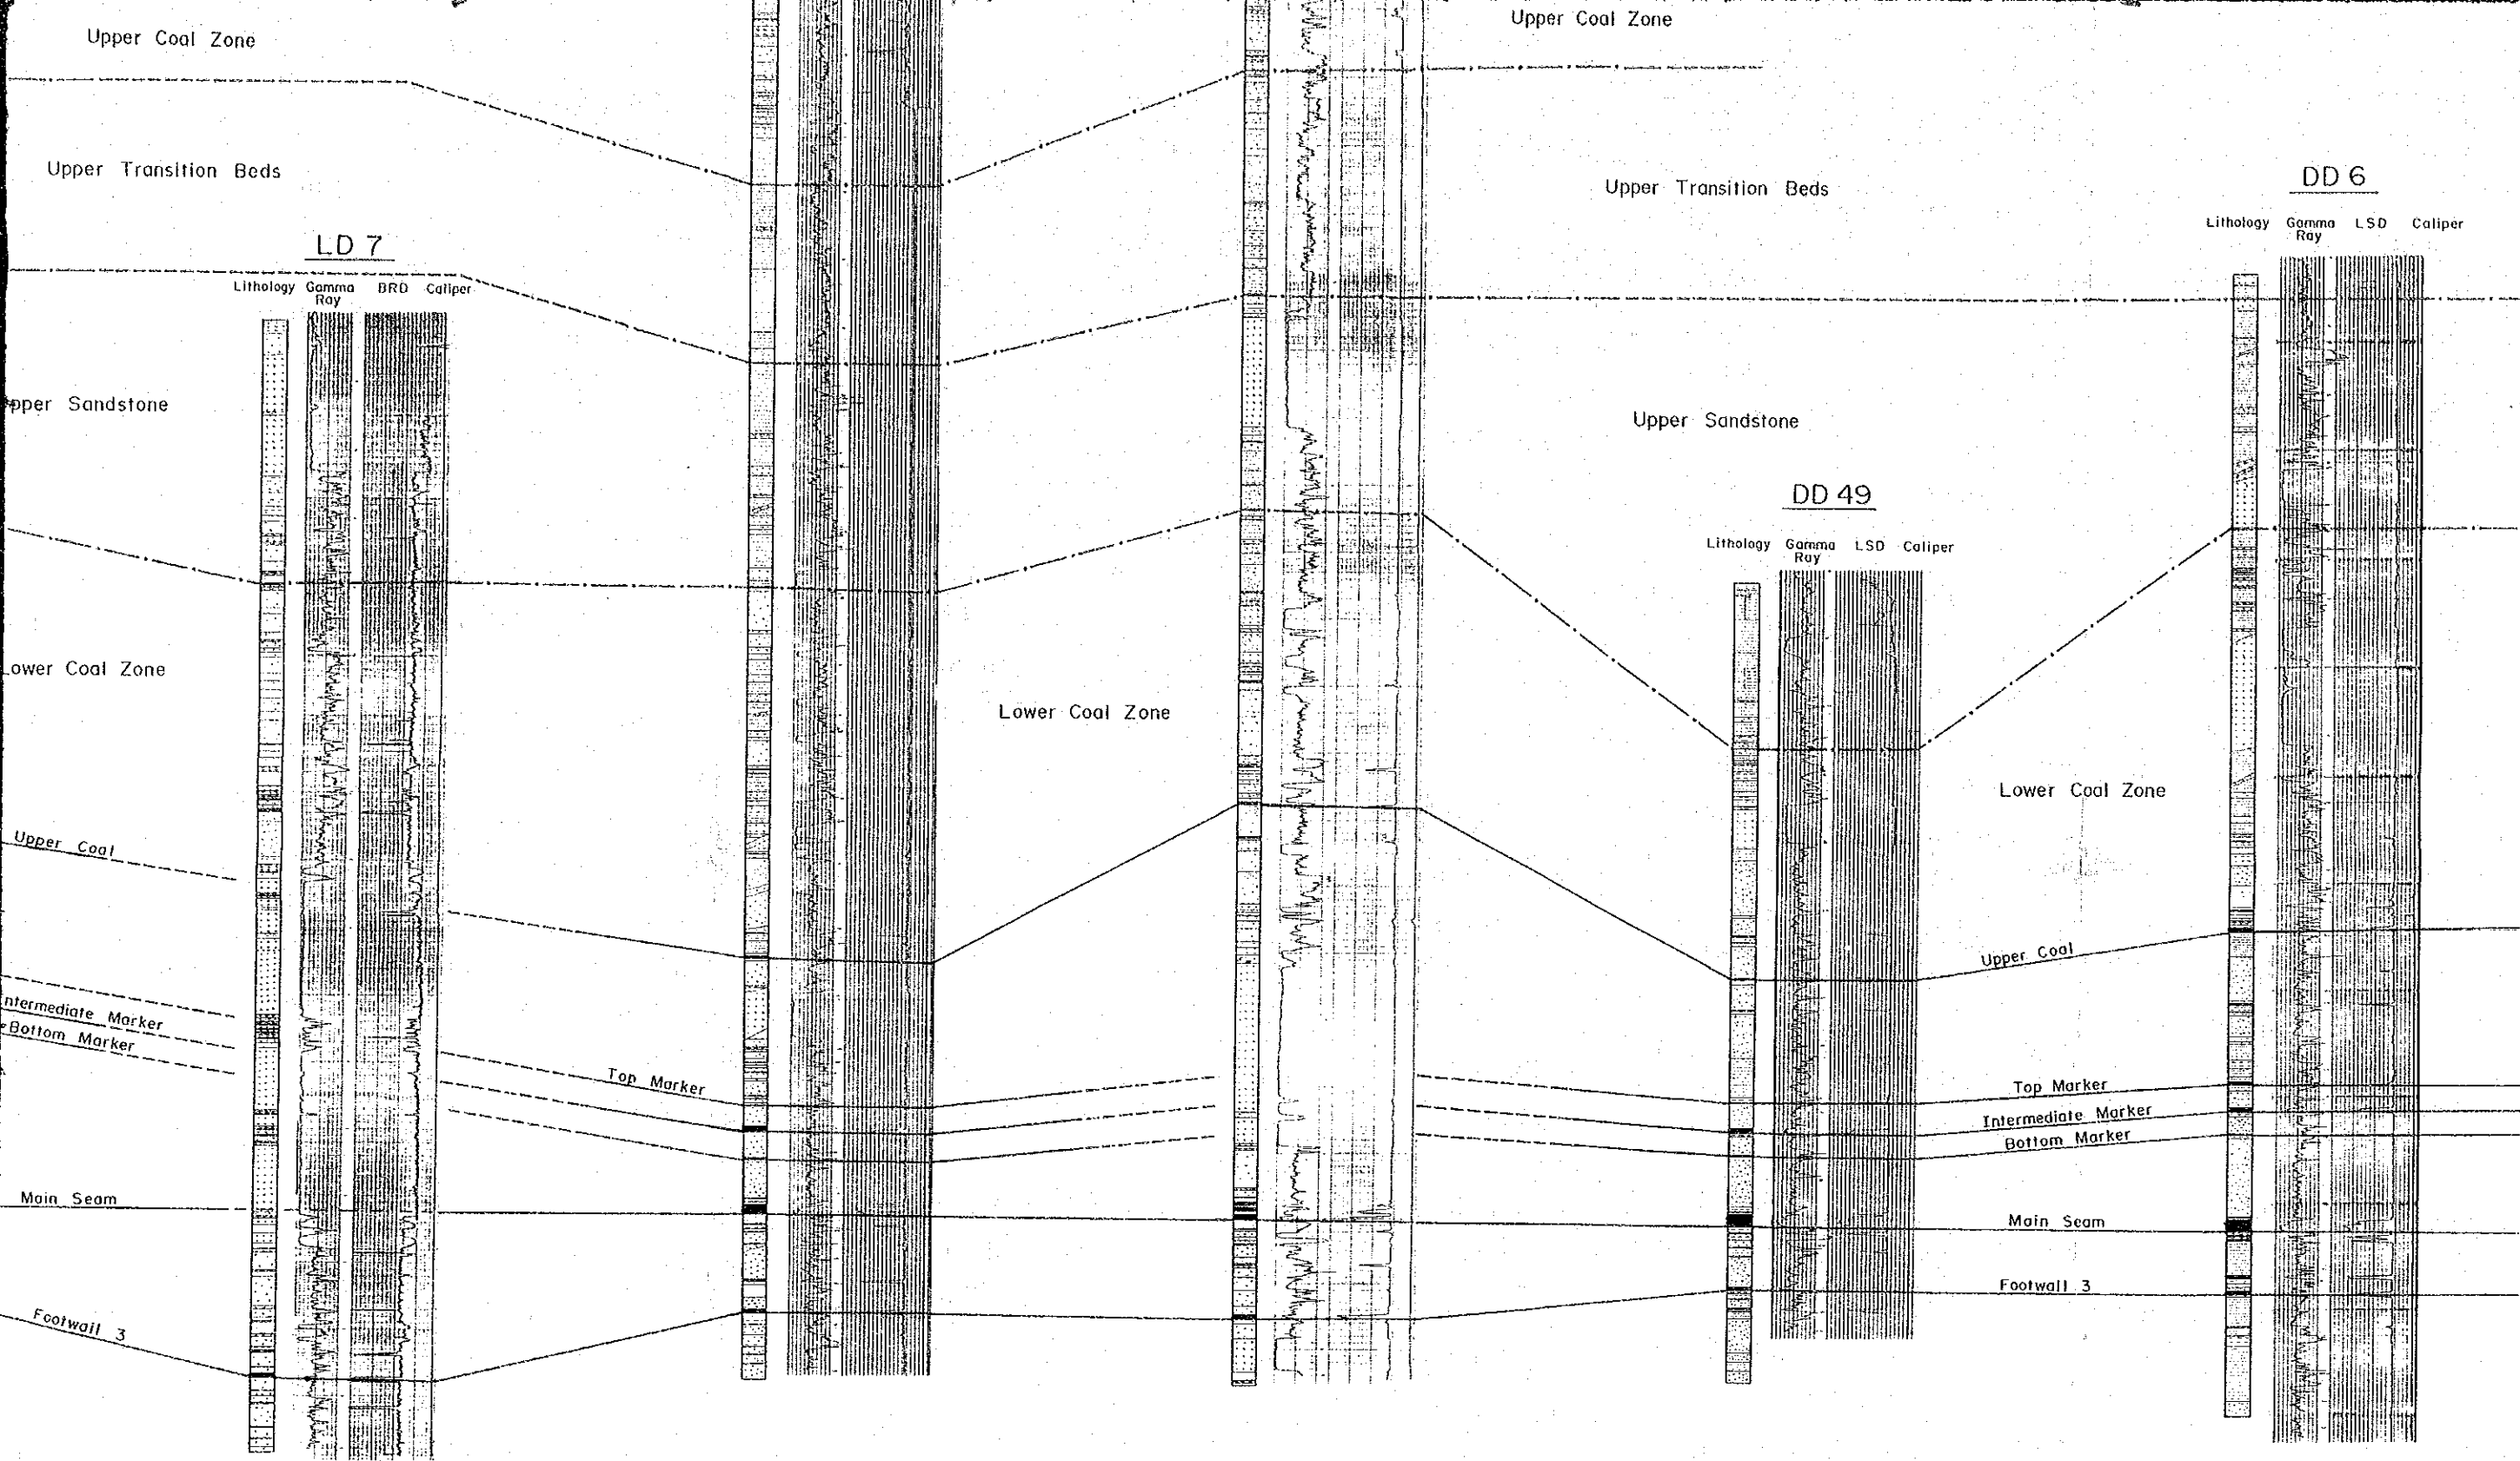 Upper Coal Zone
Upper Coal Zone
Upper Transition Beds
Upper Transition Beds
DD 6
Lithology Gamma Ray LSD Caliper
LD 7
Lithology Gamma Ray BRD Caliper
pper Sandstone
Upper Sandstone
DD 49
Lithology Gamma Ray LSD Caliper
ower Coal Zone
Lower Coal Zone
Lower Coal Zone
Upper Coal
Upper Coal
ntermediate Marker
Bottom Marker
Top Marker
Top Marker
Intermediate Marker
Bottom Marker
Main Seam
Main Seam
Footwall 3
Footwall 3